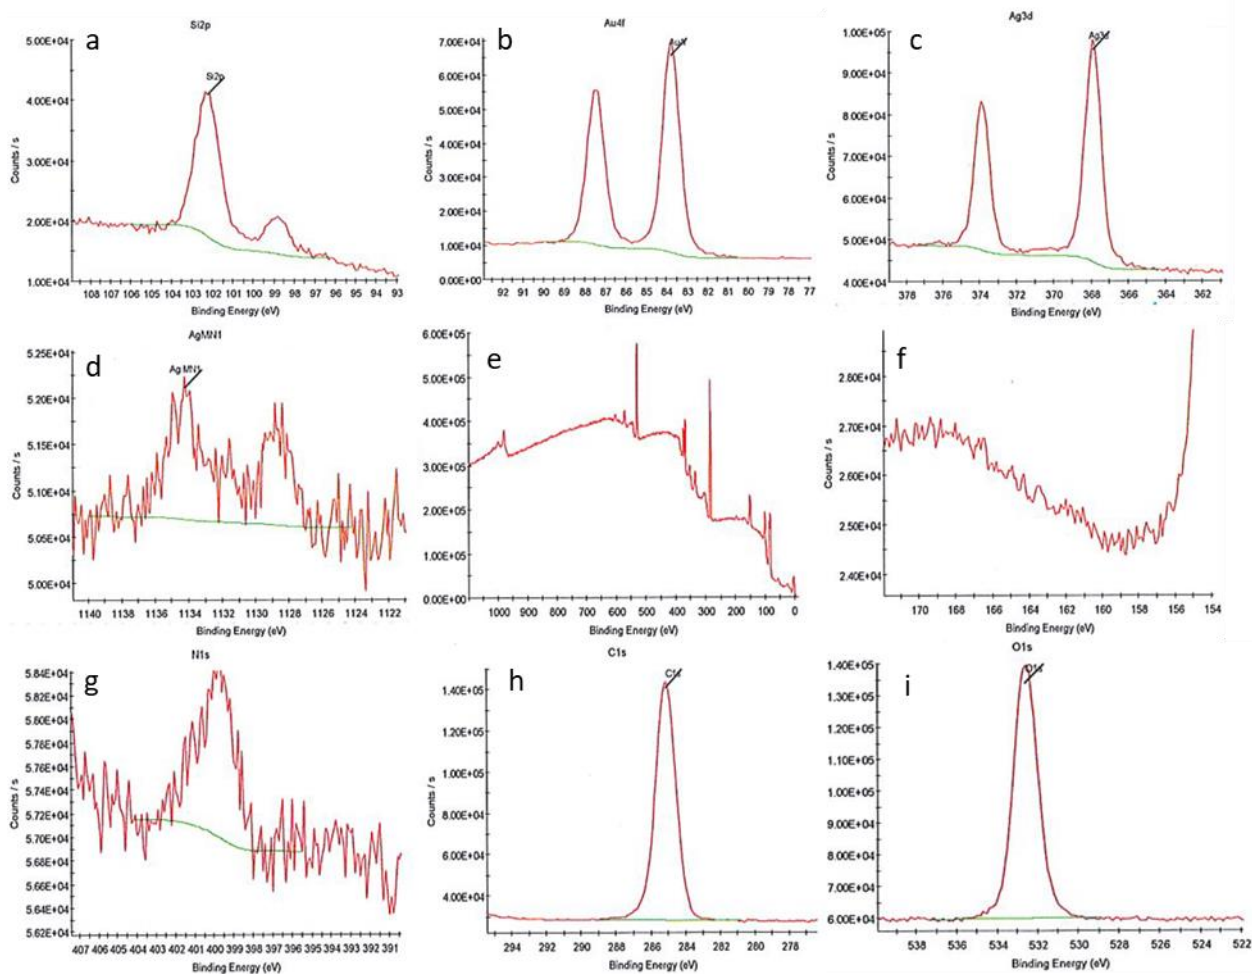 Si2p
a
5.00E+04
4.00E+04
3.00E+04
2.00E+04
1.00E+04
Counts / s
Si2p
108 107 106 105 104 103 102 101 100 99 98 97 96 95 94 93
Binding Energy (eV)
Au4f
b
7.00E+04
6.00E+04
5.00E+04
4.00E+04
3.00E+04
2.00E+04
1.00E+04
0.00E+00
Counts / s
92 91 90 89 88 87 86 85 84 83 82 81 80 79 78 77
Binding Energy (eV)
Ag3d
c
1.00E+05
9.00E+04
8.00E+04
7.00E+04
6.00E+04
5.00E+04
4.00E+04
Counts / s
378 376 374 372 370 368 366 364 362
Binding Energy (eV)
AgMN1
d
5.25E+04
5.20E+04
5.15E+04
5.10E+04
5.05E+04
5.00E+04
Counts / s
Ag MN1
1140 1138 1136 1134 1132 1130 1128 1126 1124 1122
Binding Energy (eV)
e
6.00E+05
5.00E+05
4.00E+05
3.00E+05
2.00E+05
1.00E+05
0.00E+00
Counts / s
1000 900 800 700 600 500 400 300 200 100 0
Binding Energy (eV)
f
2.80E+04
2.70E+04
2.60E+04
2.50E+04
2.40E+04
Counts / s
170 168 166 164 162 160 158 156 154
Binding Energy (eV)
N1s
g
5.84E+04
5.82E+04
5.80E+04
5.78E+04
5.76E+04
5.74E+04
5.72E+04
5.70E+04
5.68E+04
5.66E+04
5.64E+04
5.62E+04
Counts / s
407 406 405 404 403 402 401 400 399 398 397 396 395 394 393 392 391
Binding Energy (eV)
C1s
h
1.40E+05
1.20E+05
1.00E+05
8.00E+04
6.00E+04
4.00E+04
Counts / s
C1s
294 292 290 288 286 284 282 280 278
Binding Energy (eV)
O1s
i
1.40E+05
1.30E+05
1.20E+05
1.10E+05
1.00E+05
9.00E+04
8.00E+04
7.00E+04
6.00E+04
Counts / s
O1s
538 536 534 532 530 528 526 524 522
Binding Energy (eV)